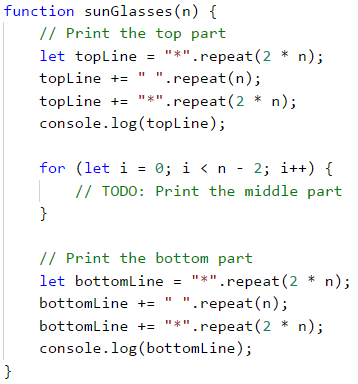 function sunGlasses(n) {
    // Print the top part
    let topLine = "*".repeat(2 * n);
    topLine += " ".repeat(n);
    topLine += "*".repeat(2 * n);
    console.log(topLine);

    for (let i = 0; i < n - 2; i++) {
        // TODO: Print the middle part
    }

    // Print the bottom part
    let bottomLine = "*".repeat(2 * n);
    bottomLine += " ".repeat(n);
    bottomLine += "*".repeat(2 * n);
    console.log(bottomLine);
}